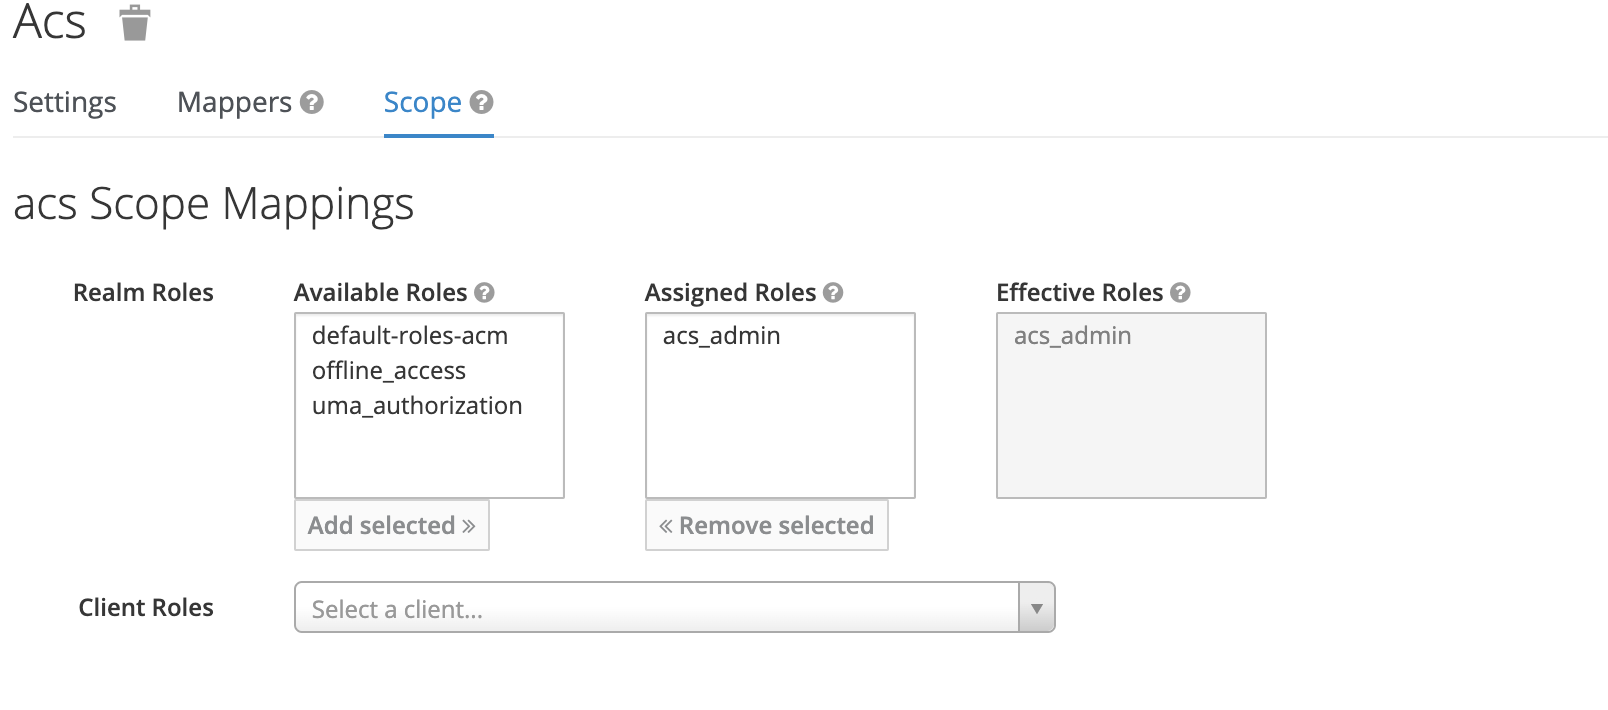 Acs
Settings Mappers ? Scope ?
acs Scope Mappings
Realm Roles Available Roles ? Assigned Roles ? Effective Roles ?
default-roles-acm acs_admin acs_admin
offline_access
uma_authorization
Add selected » « Remove selected
Client Roles Select a client...